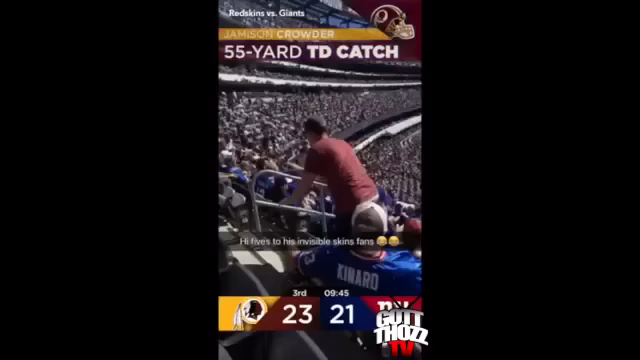 Redskins vs. Giants
JAMISON CROWDER
55-YARD TD CATCH
Hi fives to his invisible skins fans 😂😂
KINARD
3rd 09:45
23 21
GUTT
THOZZ
TV